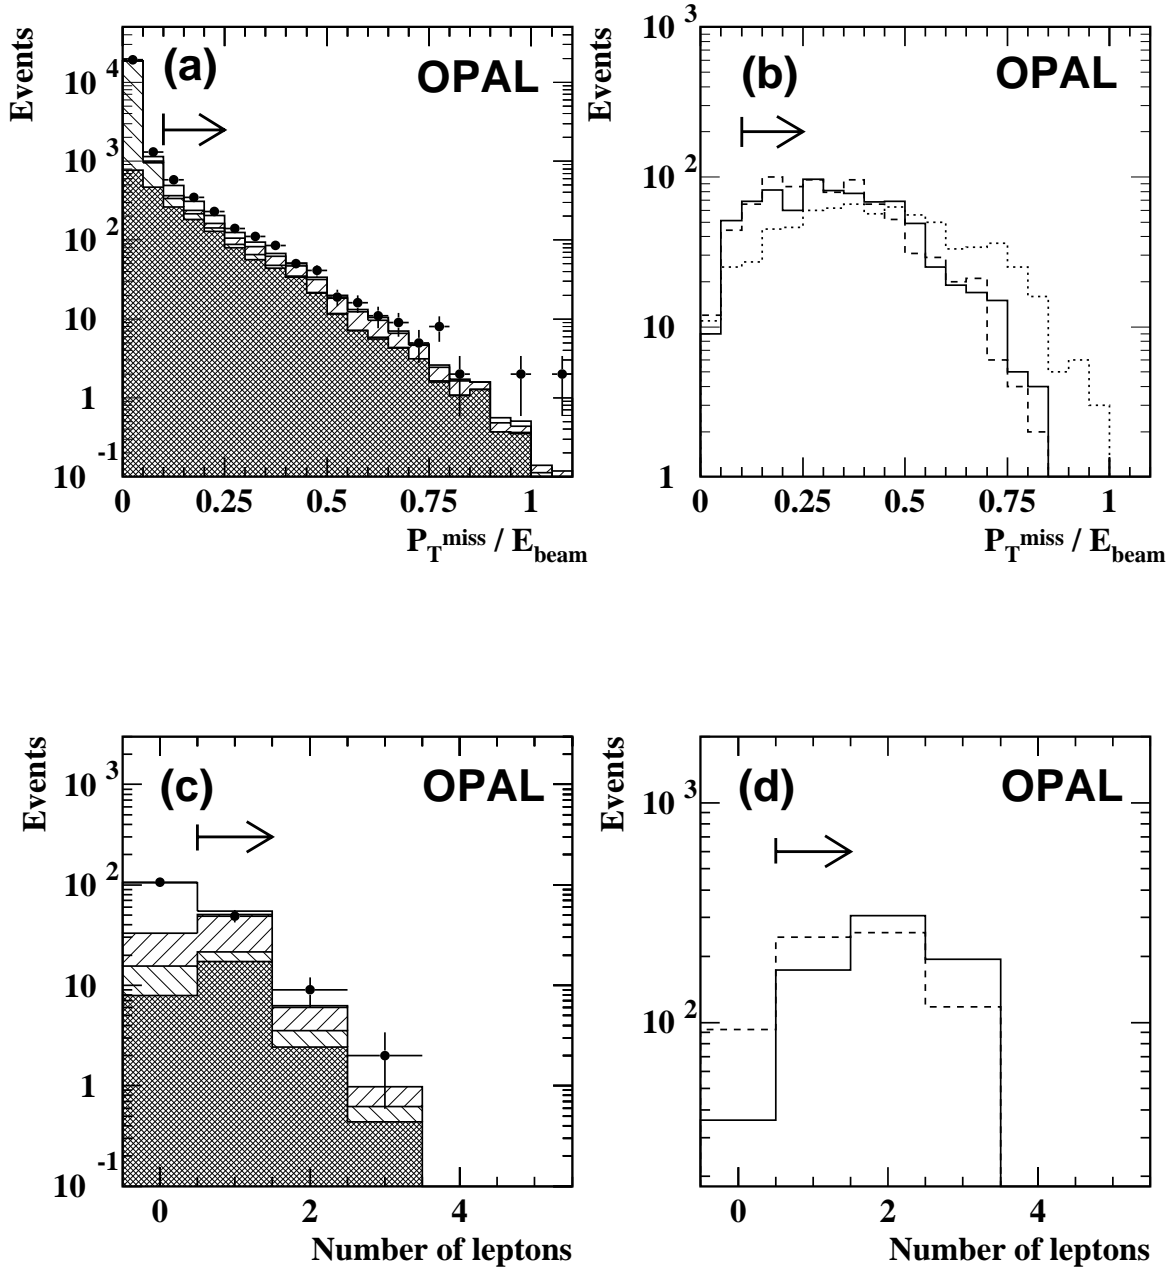 Events
(a)
OPAL
10^4
10^3
10^2
10
1
10^-1
0 0.25 0.5 0.75 1
P_T^miss / E_beam
Events
(b)
OPAL
10^3
10^2
10
1
0 0.25 0.5 0.75 1
P_T^miss / E_beam
Events
(c)
OPAL
10^3
10^2
10
1
10^-1
0 2 4
Number of leptons
Events
(d)
OPAL
10^3
10^2
0 2 4
Number of leptons